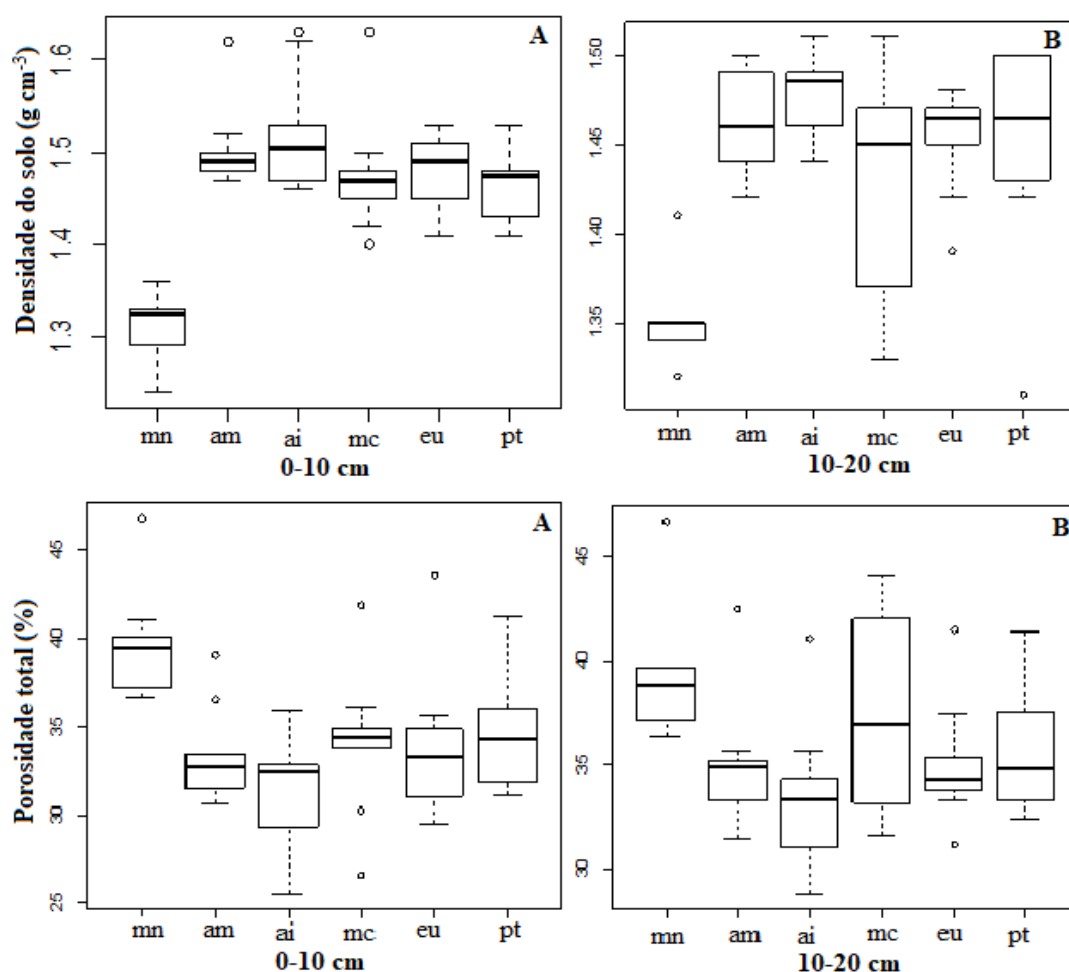 Densidade do solo (g cm⁻³)
1.6
1.5
1.4
1.3
A
mn am ai mc eu pt
0-10 cm
1.50
1.45
1.40
1.35
B
mn am ai mc eu pt
10-20 cm
Porosidade total (%)
45
40
35
30
25
A
mn am ai mc eu pt
0-10 cm
45
40
35
30
B
mn am ai mc eu pt
10-20 cm